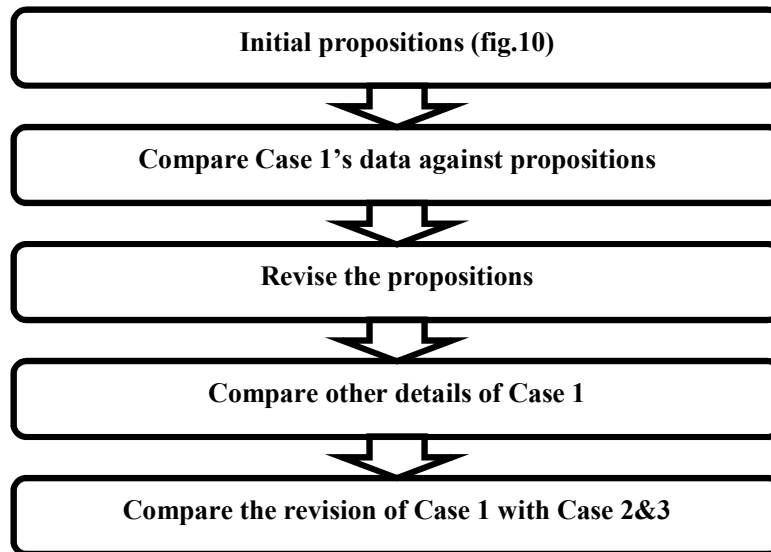 Initial propositions (fig.10)
Compare Case 1’s data against propositions
Revise the propositions
Compare other details of Case 1
Compare the revision of Case 1 with Case 2&3